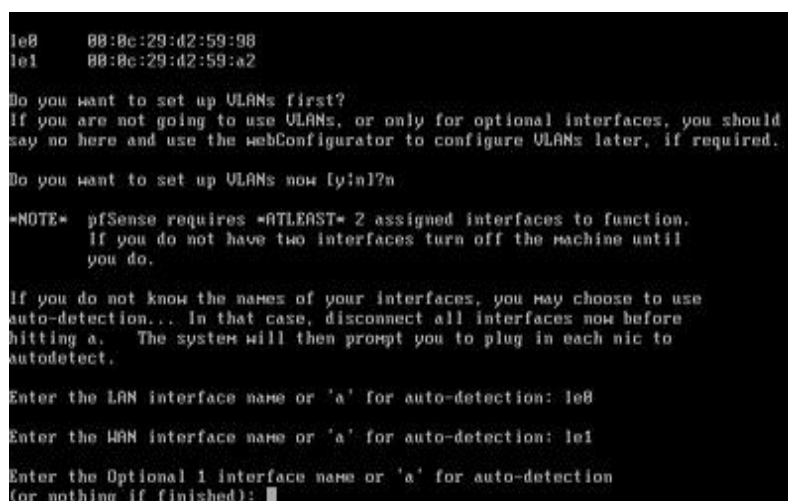 le0 00:0c:29:d2:59:98
le1 00:0c:29:d2:59:a2
Do you want to set up VLANs first?
If you are not going to use VLANs, or only for optional interfaces, you should
say no here and use the webConfigurator to configure VLANs later, if required.
Do you want to set up VLANs now [y|n]?n
*NOTE* pfSense requires *ATLEAST* 2 assigned interfaces to function.
If you do not have two interfaces turn off the machine until
you do.
If you do not know the names of your interfaces, you may choose to use
auto-detection... In that case, disconnect all interfaces now before
hitting a. The system will then prompt you to plug in each nic to
autodetect.
Enter the LAN interface name or 'a' for auto-detection: le0
Enter the WAN interface name or 'a' for auto-detection: le1
Enter the Optional 1 interface name or 'a' for auto-detection
(or nothing if finished):